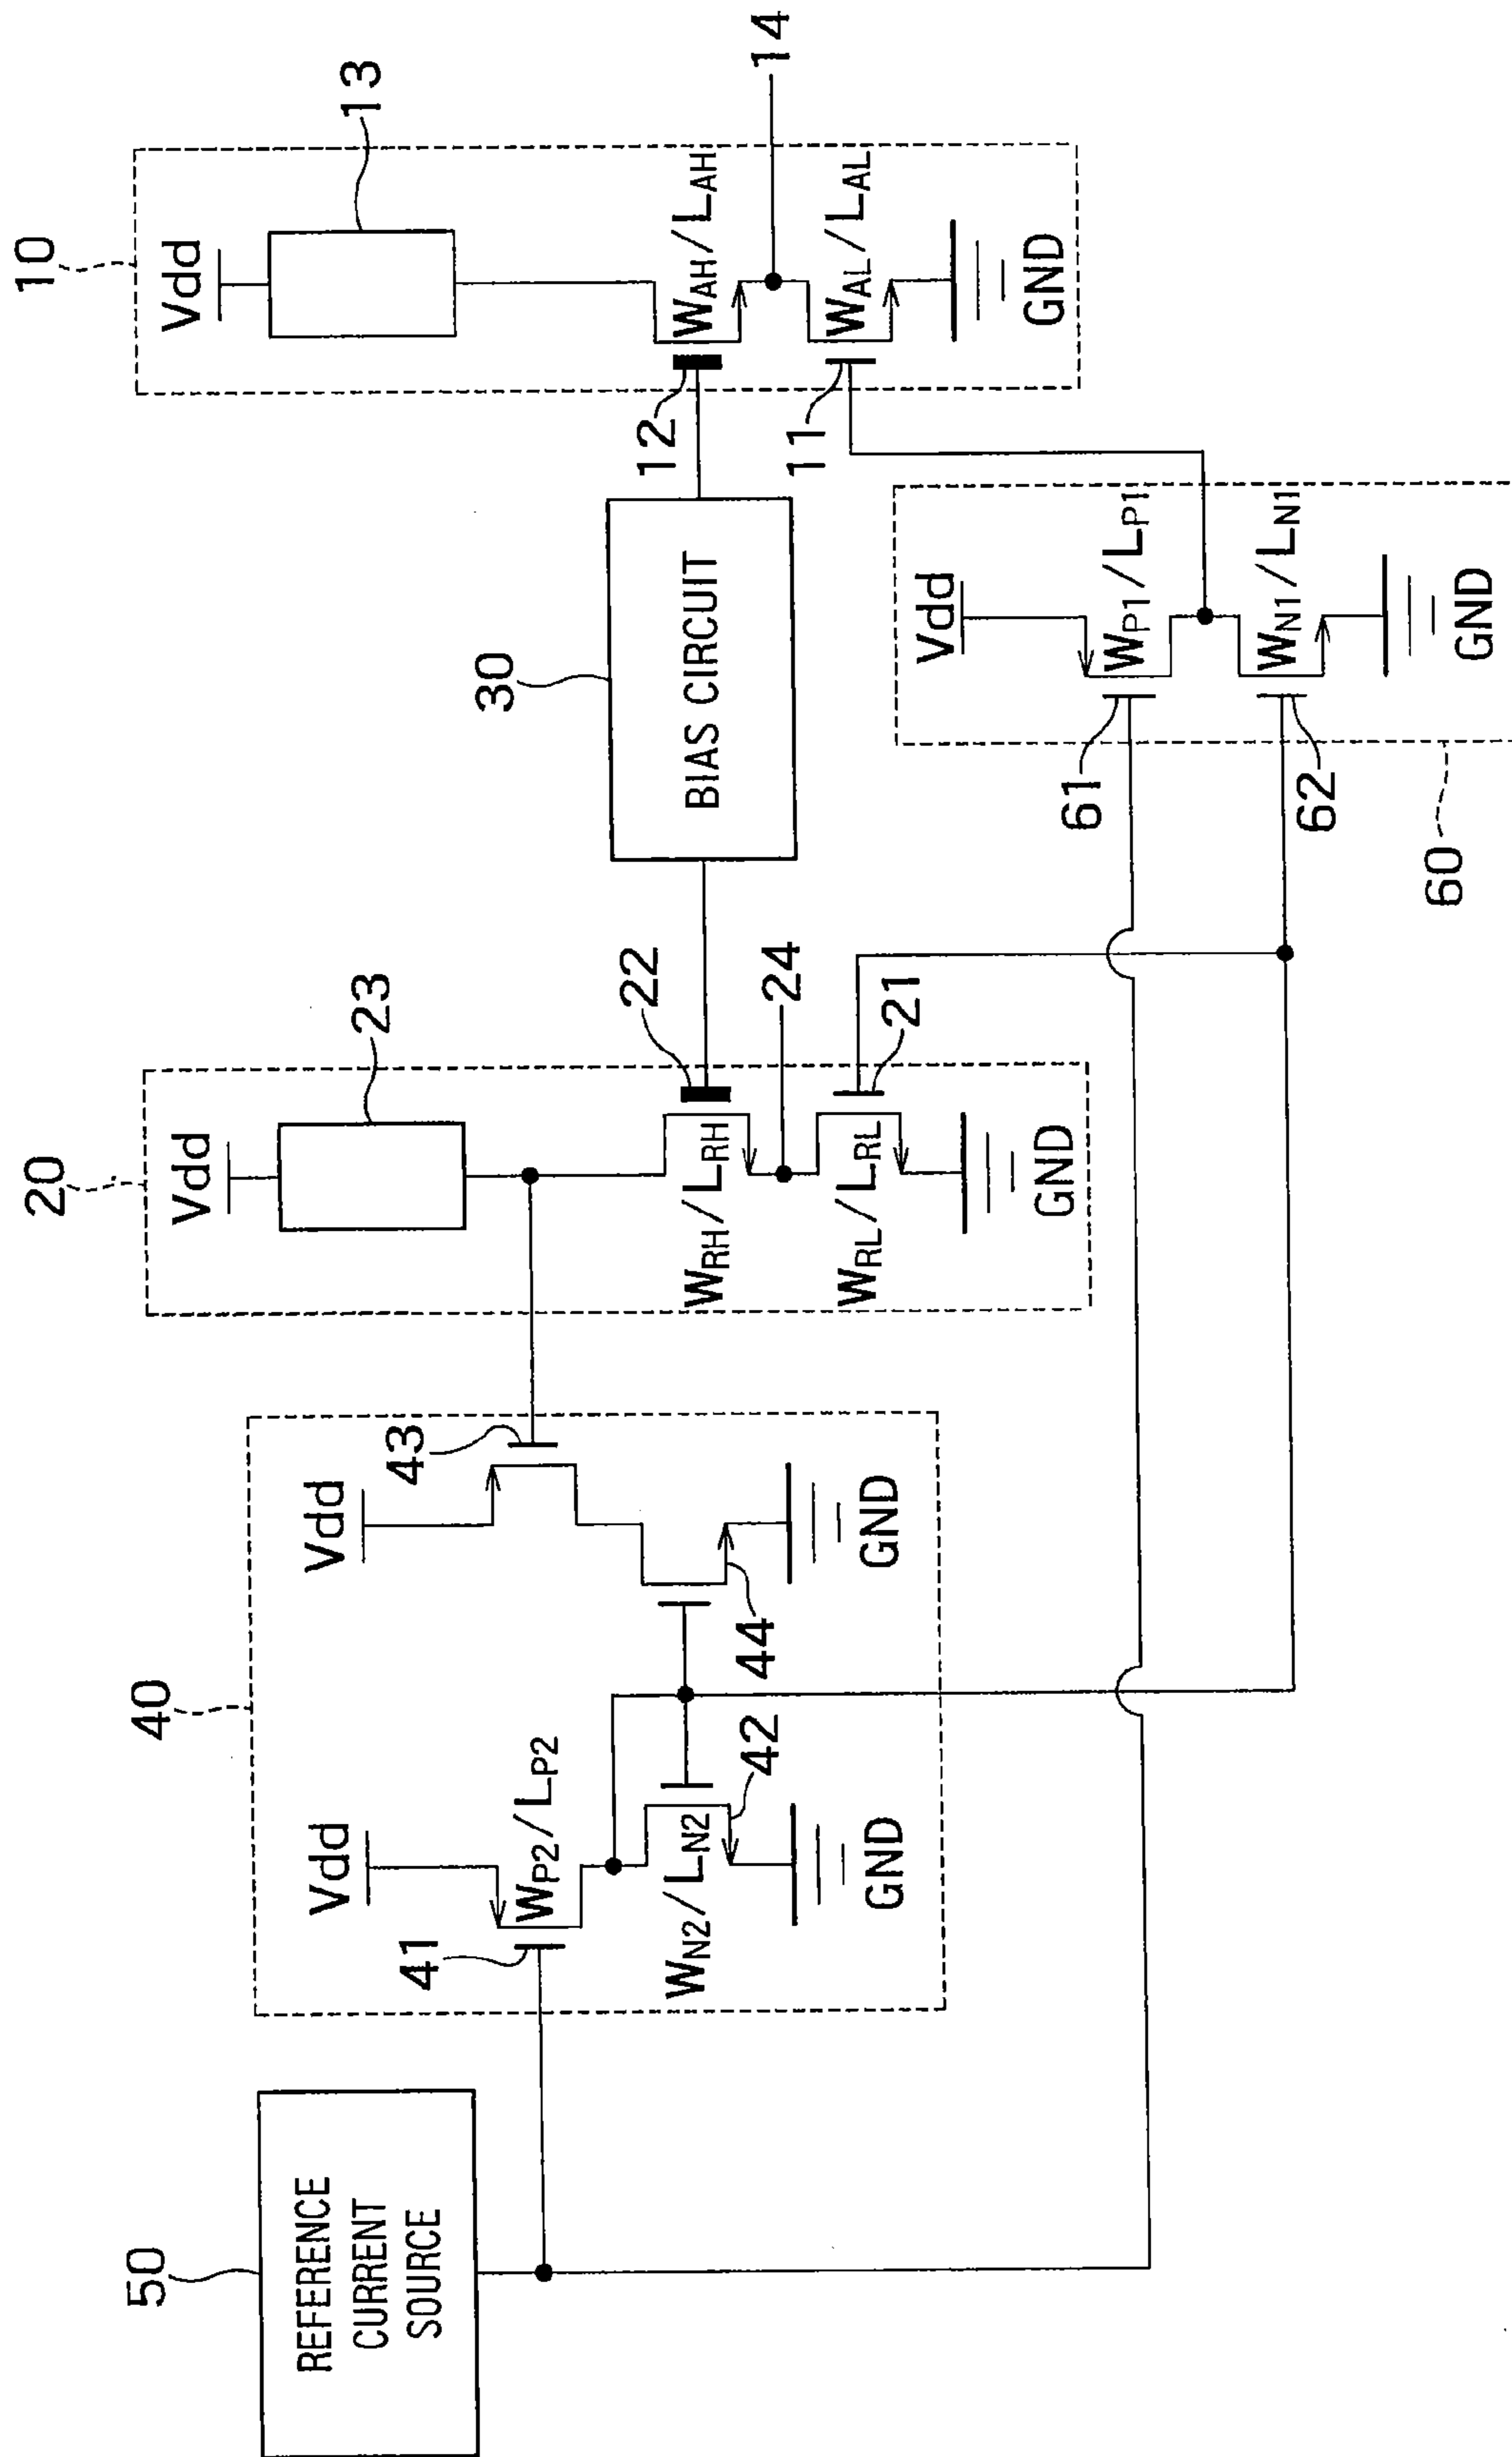 50
REFERENCE
CURRENT
SOURCE
40
Vdd
41
WP2/LP2
WN2/LN2
42
GND
Vdd
43
44
GND
20
Vdd
23
22
WRH/LRH
24
WRL/LRL
21
GND
30
BIAS CIRCUIT
10
Vdd
13
12
WAH/LAH
14
11
WAL/LAL
GND
Vdd
61
WP1/LP1
62
WN1/LN1
GND
60